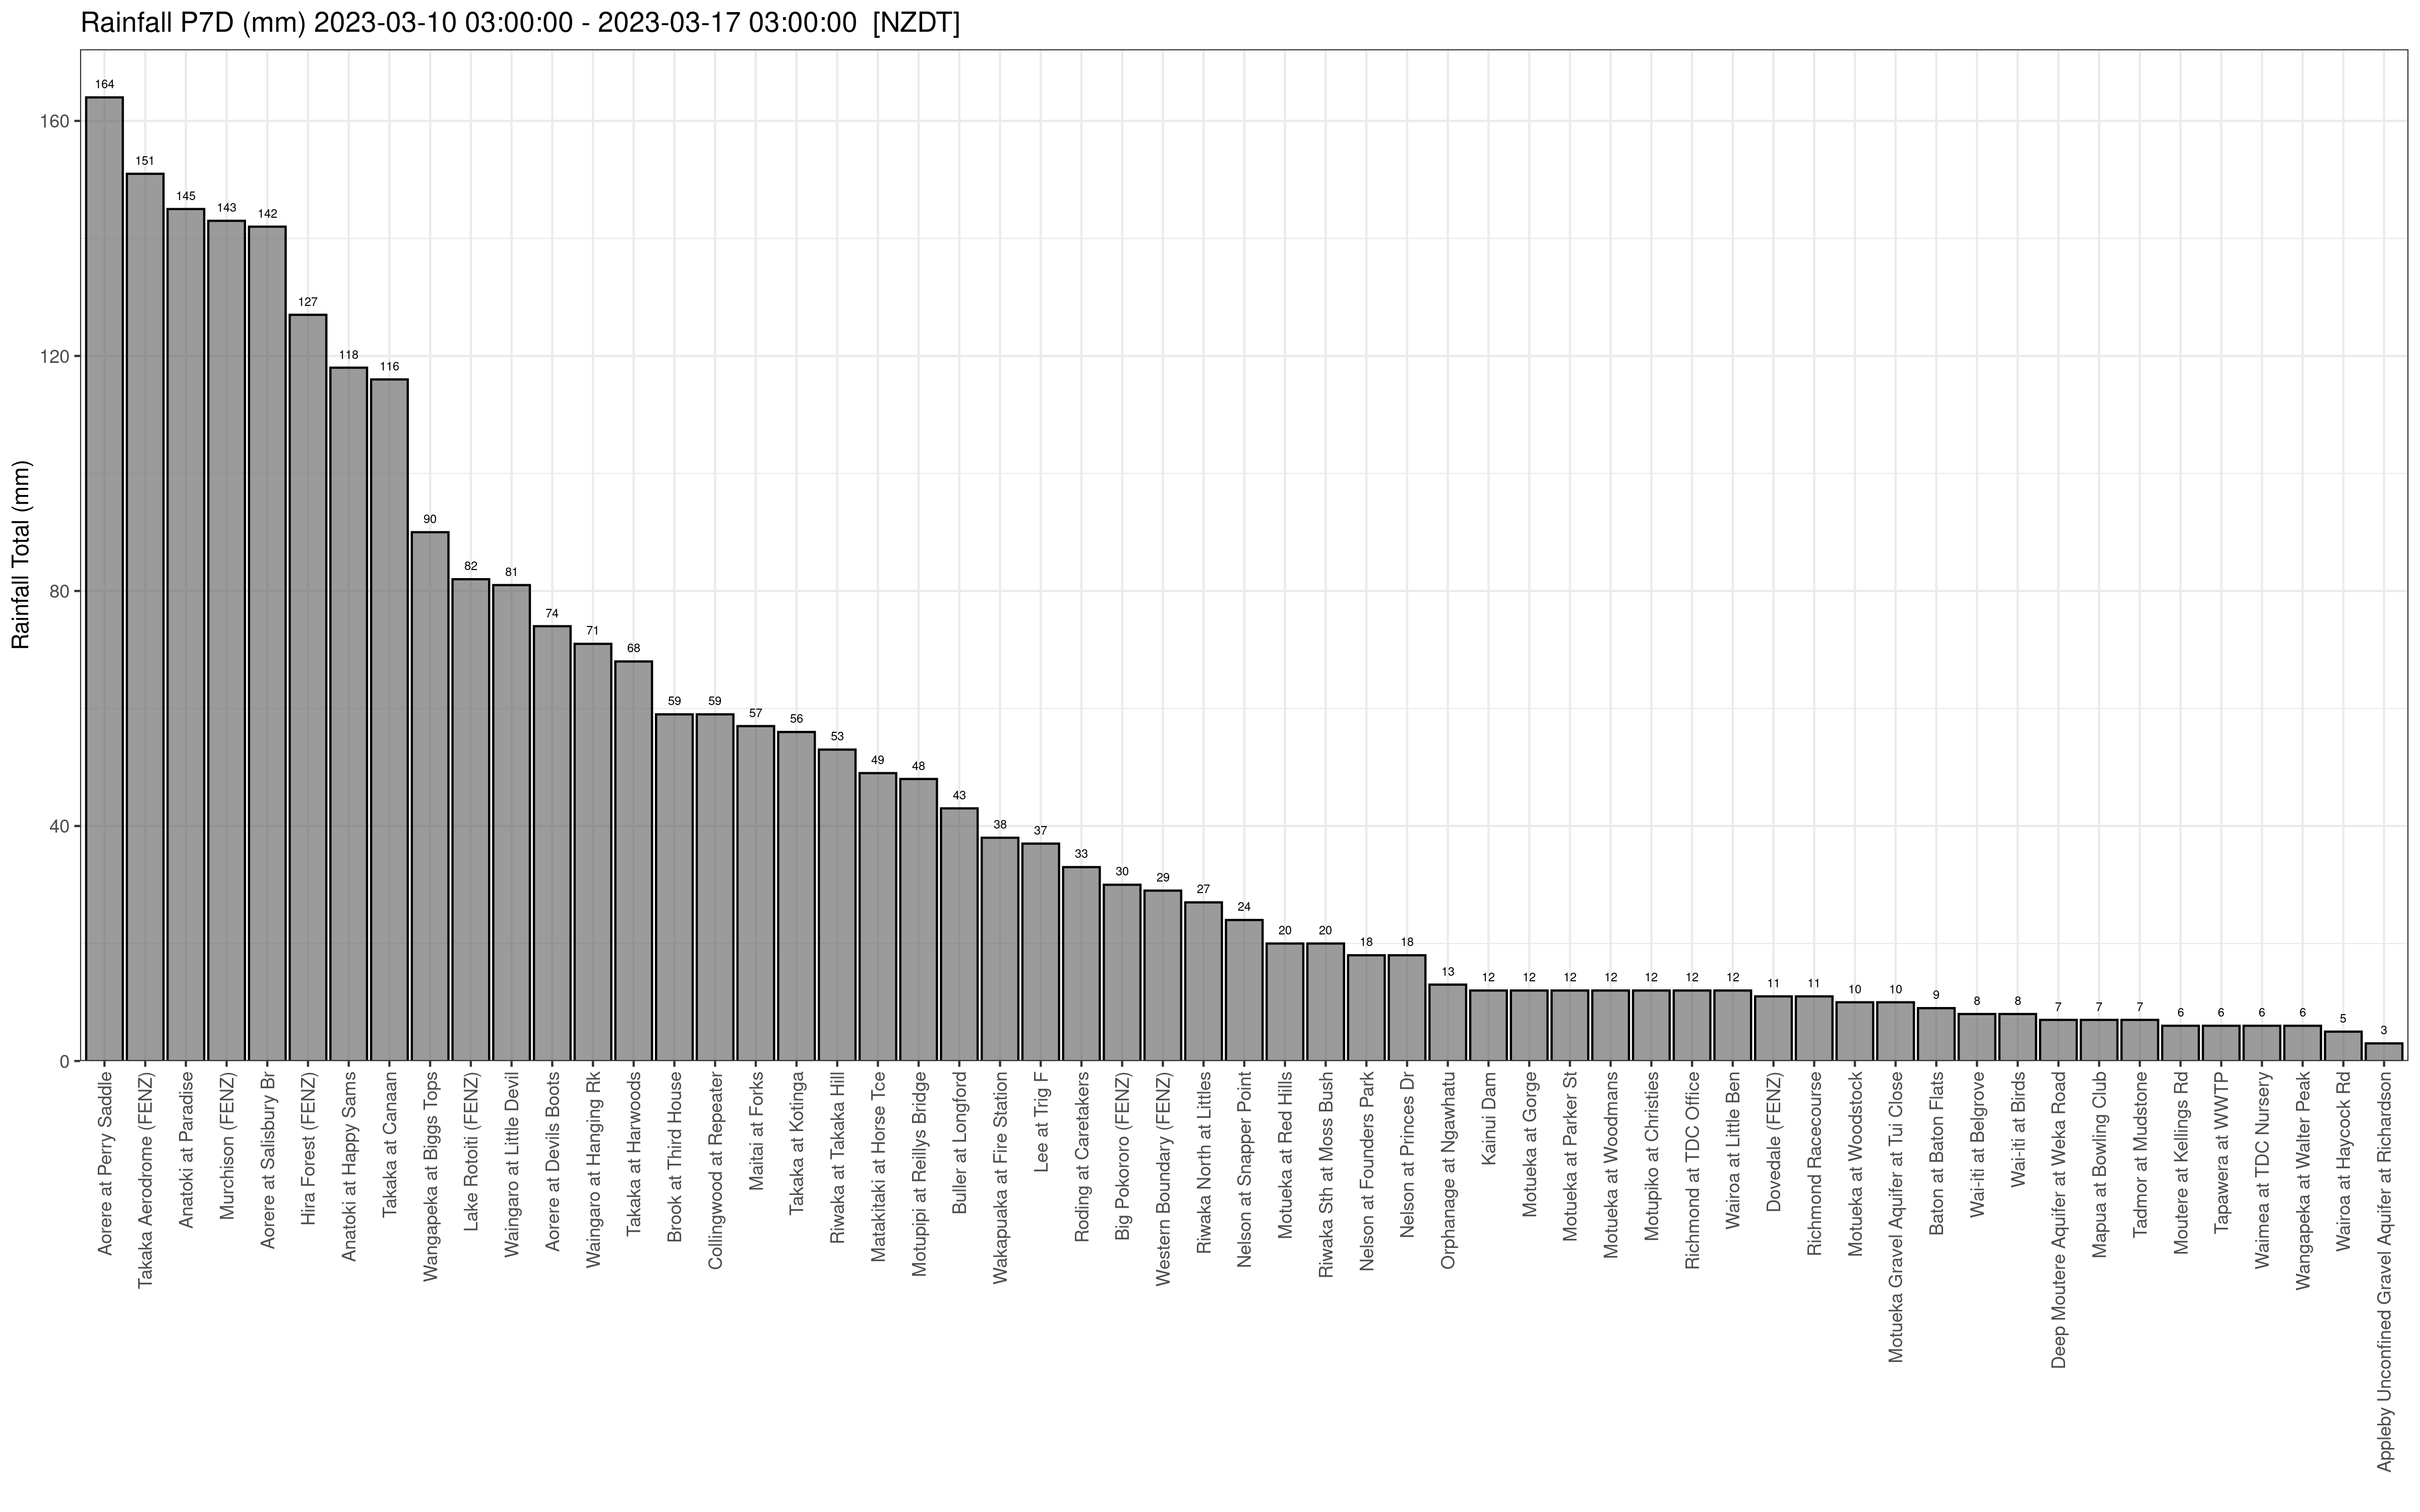 Rainfall P7D (mm) 2023-03-10 03:00:00 - 2023-03-17 03:00:00  [NZDT]
Rainfall Total (mm)
160
120
80
40
0
164
151
145
143
142
127
118
116
90
82
81
74
71
68
59
59
57
56
53
49
48
43
38
37
33
30
29
27
24
20
20
18
18
13
12
12
12
12
12
12
12
11
11
10
10
9
8
8
7
7
7
6
6
6
6
5
3
Aorere at Perry Saddle
Takaka Aerodrome (FENZ)
Anatoki at Paradise
Murchison (FENZ)
Aorere at Salisbury Br
Hira Forest (FENZ)
Anatoki at Happy Sams
Takaka at Canaan
Wangapeka at Biggs Tops
Lake Rotoiti (FENZ)
Waingaro at Little Devil
Aorere at Devils Boots
Waingaro at Hanging Rk
Takaka at Harwoods
Brook at Third House
Collingwood at Repeater
Maitai at Forks
Takaka at Kotinga
Riwaka at Takaka Hill
Matakitaki at Horse Tce
Motupipi at Reillys Bridge
Buller at Longford
Wakapuaka at Fire Station
Lee at Trig F
Roding at Caretakers
Big Pokororo (FENZ)
Western Boundary (FENZ)
Riwaka North at Littles
Nelson at Snapper Point
Motueka at Red Hills
Riwaka Sth at Moss Bush
Nelson at Founders Park
Nelson at Princes Dr
Orphanage at Ngawhatu
Kainui Dam
Motueka at Gorge
Motueka at Parker St
Motueka at Woodmans
Motupiko at Christies
Richmond at TDC Office
Wairoa at Little Ben
Dovedale (FENZ)
Richmond Racecourse
Motueka at Woodstock
Motueka Gravel Aquifer at Tui Close
Baton at Baton Flats
Wai-iti at Belgrove
Wai-iti at Birds
Deep Moutere Aquifer at Weka Road
Mapua at Bowling Club
Tadmor at Mudstone
Moutere at Kellings Rd
Tapawera at WWTP
Waimea at TDC Nursery
Wangapeka at Walter Peak
Wairoa at Haycock Rd
Appleby Unconfined Gravel Aquifer at Richardson